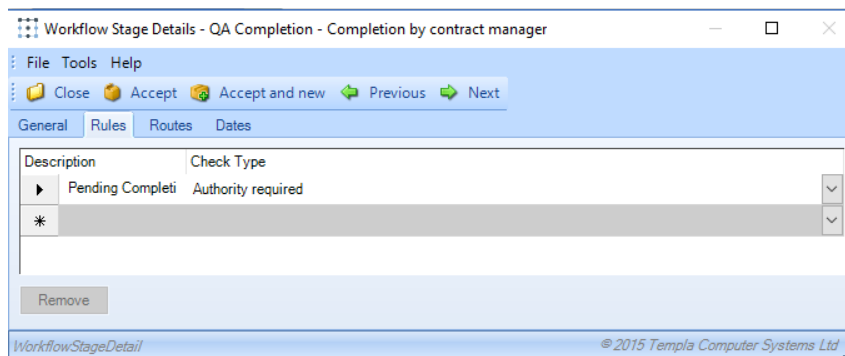 Workflow Stage Details - QA Completion - Completion by contract manager
File Tools Help
Close Accept Accept and new Previous Next
General Rules Routes Dates
Description Check Type
Pending Completi Authority required
Remove
WorkflowStageDetail © 2015 Templa Computer Systems Ltd